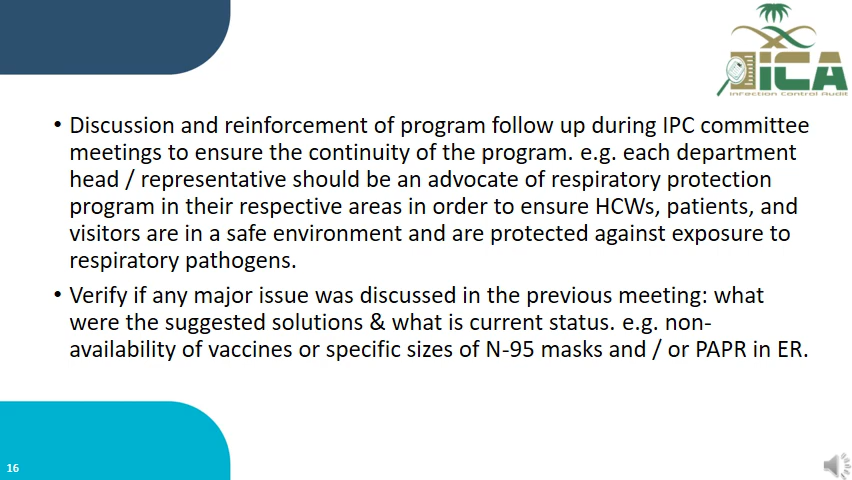 iCA
Infection Control Audit
• Discussion and reinforcement of program follow up during IPC committee
meetings to ensure the continuity of the program. e.g. each department
head / representative should be an advocate of respiratory protection
program in their respective areas in order to ensure HCWs, patients, and
visitors are in a safe environment and are protected against exposure to
respiratory pathogens.
• Verify if any major issue was discussed in the previous meeting: what
were the suggested solutions & what is current status. e.g. non-
availability of vaccines or specific sizes of N-95 masks and / or PAPR in ER.
16